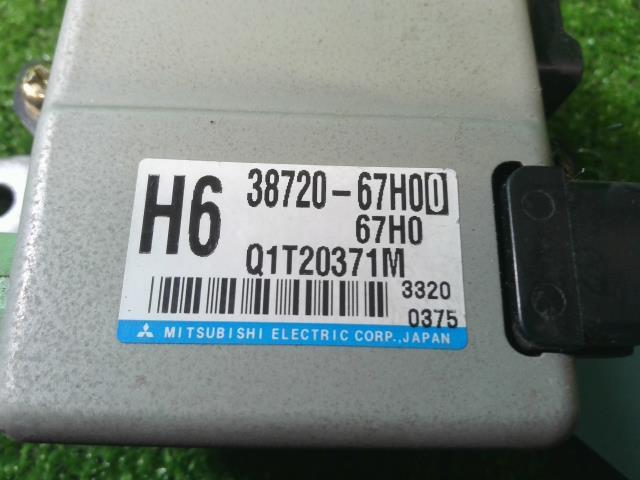 H6 38720-67H00
67H0
Q1T20371M
3320
0375
MITSUBISHI ELECTRIC CORP.,JAPAN